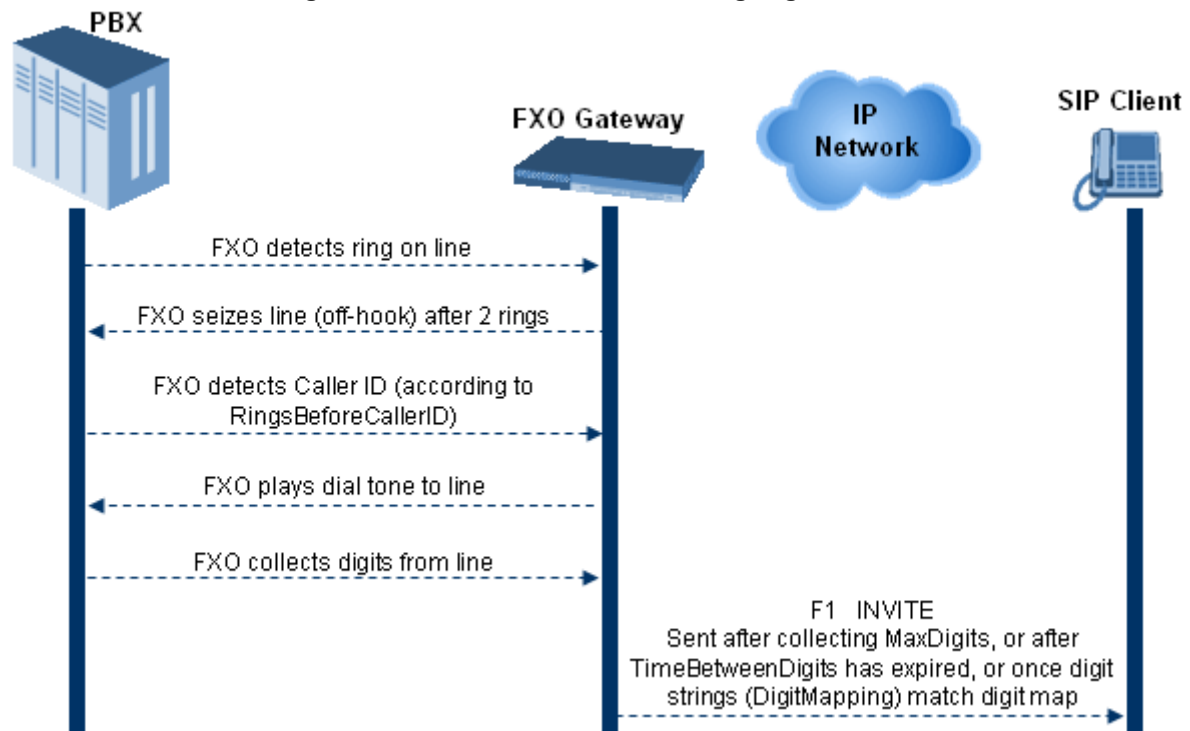 PBX
FXO Gateway
IP
Network
SIP Client
FXO detects ring on line
FXO seizes line (off-hook) after 2 rings
FXO detects Caller ID (according to
RingsBeforeCallerID)
FXO plays dial tone to line
FXO collects digits from line
F1 INVITE
Sent after collecting MaxDigits, or after
TimeBetweenDigits has expired, or once digit
strings (DigitMapping) match digit map